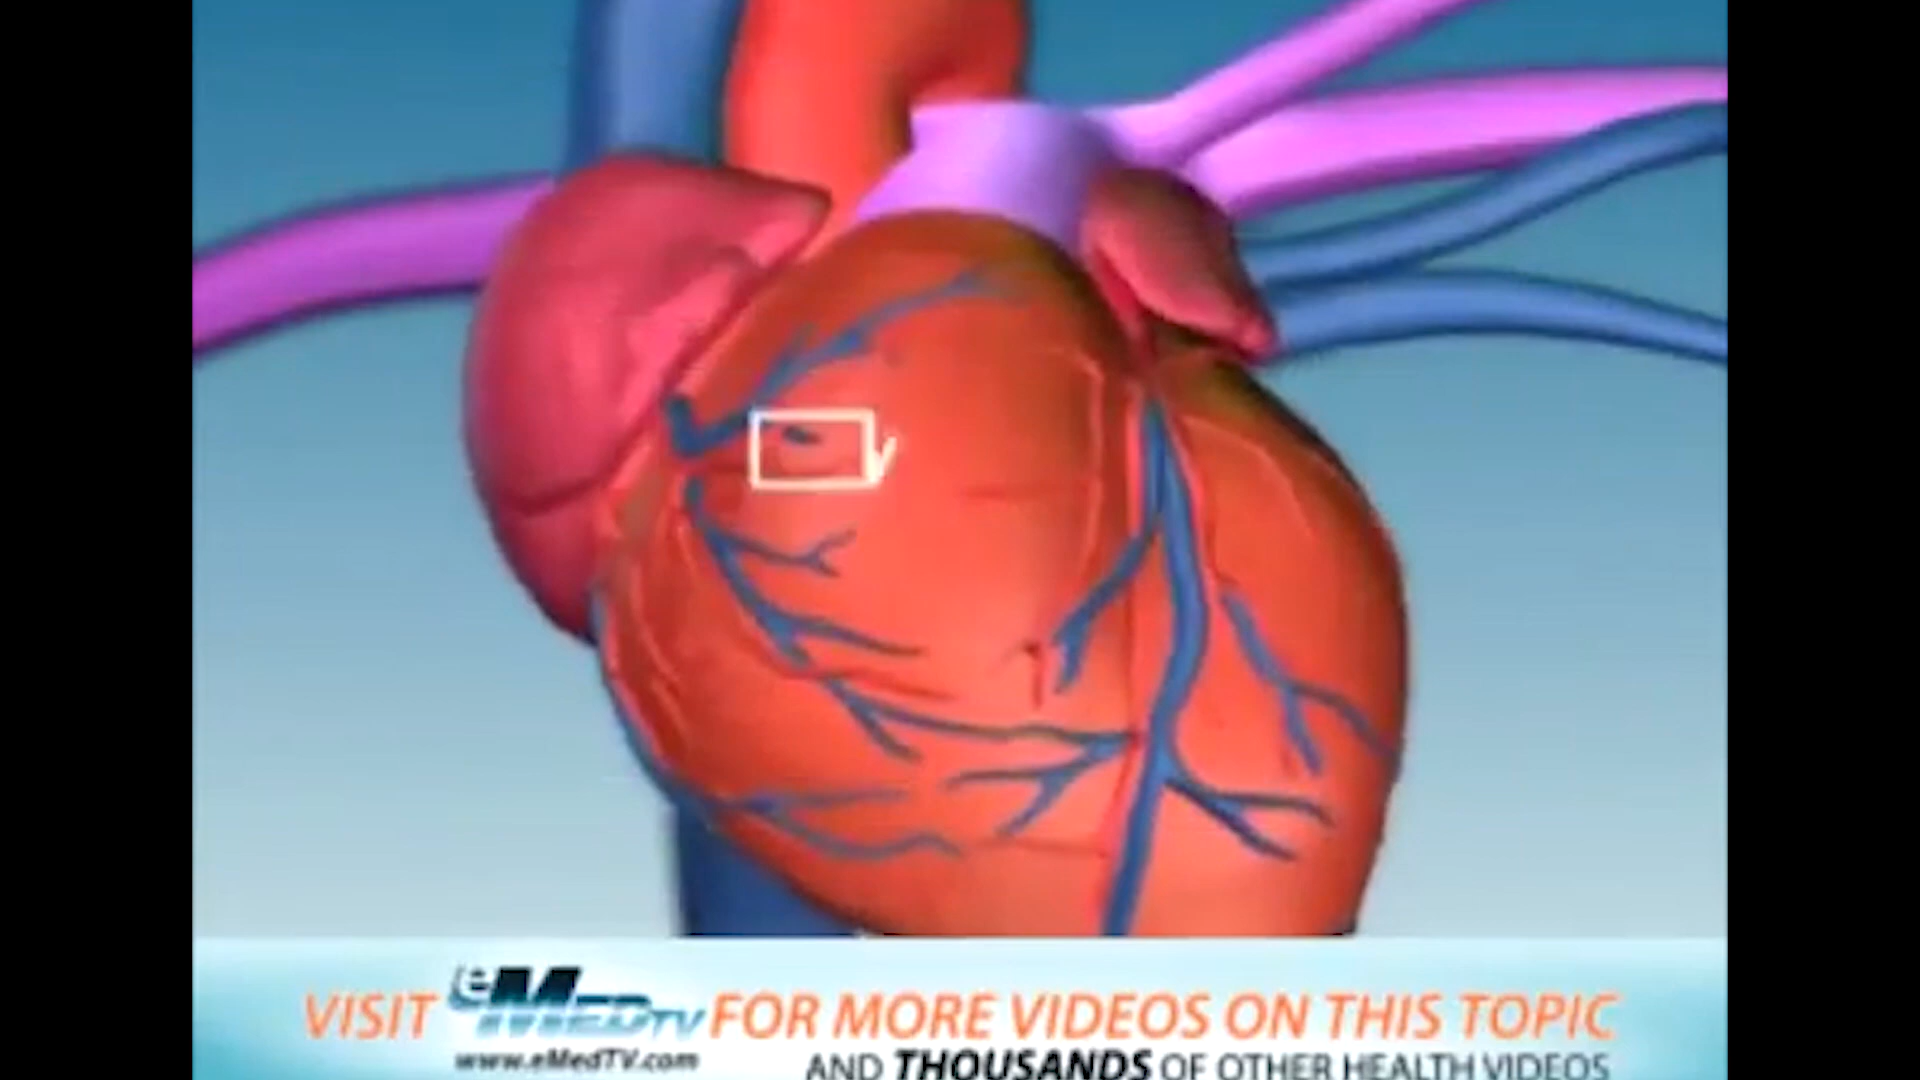 VISIT eMEDTV FOR MORE VIDEOS ON THIS TOPIC
www.eMedTV.com AND THOUSANDS OF OTHER HEALTH VIDEOS